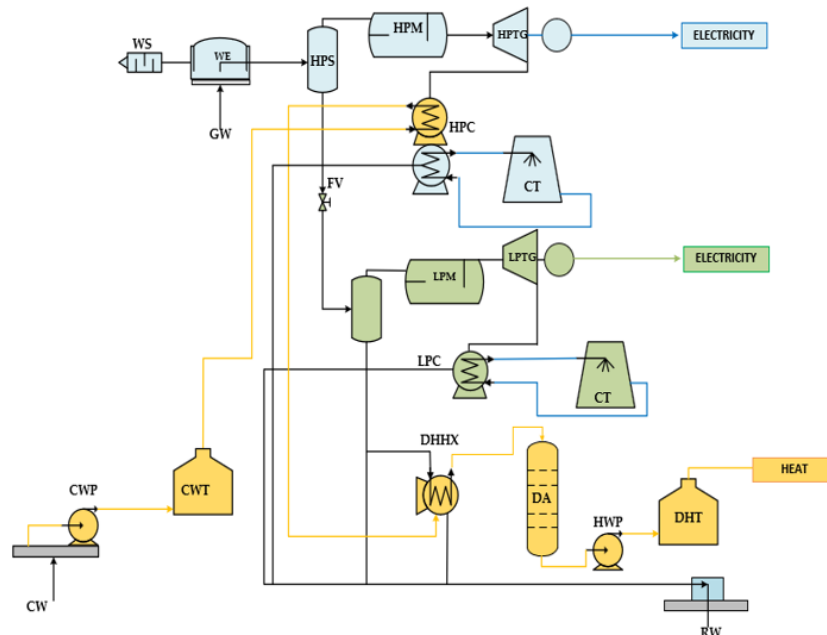 WS
WE
GW
HPS
HPM
HPTG
ELECTRICITY
HPC
CT
FV
LPM
LPTG
ELECTRICITY
LPC
CT
DHHX
CWP
CWT
CW
DA
HWP
DHT
HEAT
RW